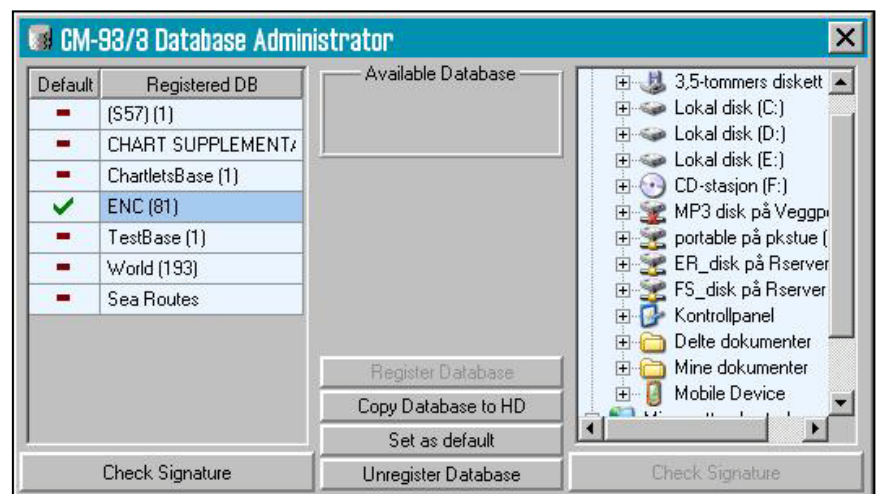 CM-93/3 Database Administrator
Default Registered DB
(S57) (1)
CHART SUPPLEMENTA
ChartletsBase (1)
ENC (81)
TestBase (1)
World (193)
Sea Routes
Check Signature
Available Database
Register Database
Copy Database to HD
Set as default
Unregister Database
3,5-tommers diskett
Lokal disk (C:)
Lokal disk (D:)
Lokal disk (E:)
CD-stasjon (F:)
MP3 disk på Veggp
portable på pkstue (
ER_disk på Rserver
FS_disk på Rserver
Kontrollpanel
Delte dokumenter
Mine dokumenter
Mobile Device
Check Signature